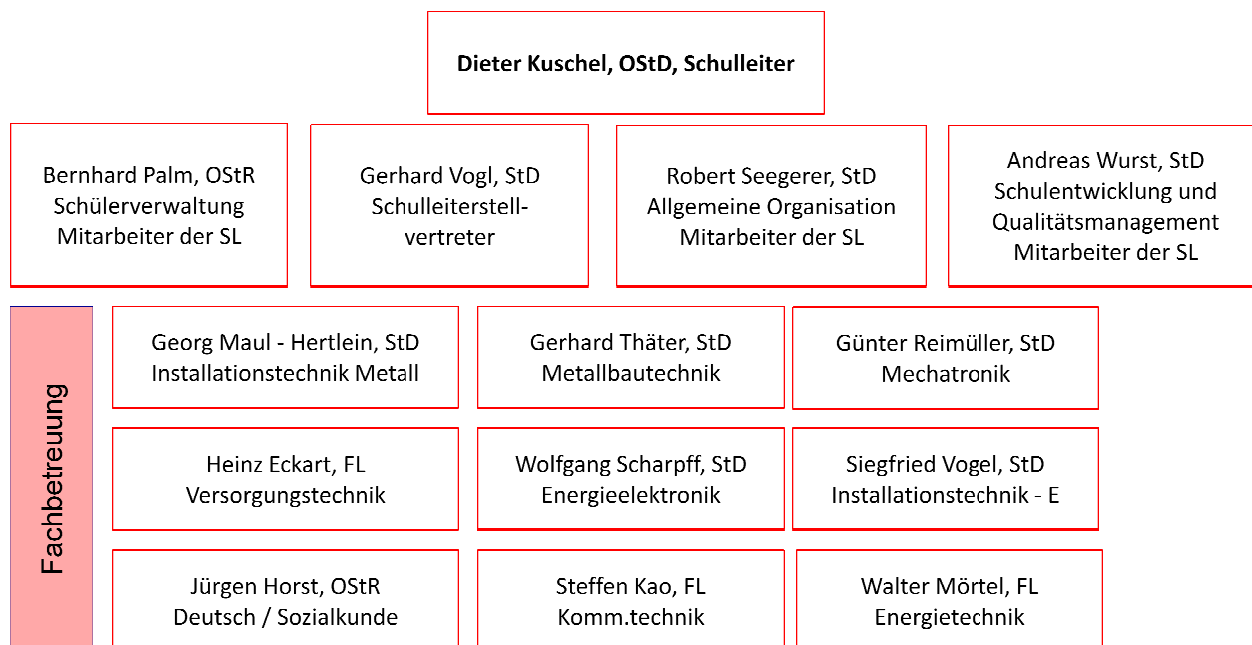 Dieter Kuschel, OStD, Schulleiter
Bernhard Palm, OStR
Schülerverwaltung
Mitarbeiter der SL
Gerhard Vogl, StD
Schulleiterstell-
vertreter
Robert Seegerer, StD
Allgemeine Organisation
Mitarbeiter der SL
Andreas Wurst, StD
Schulentwicklung und
Qualitätsmanagement
Mitarbeiter der SL
Fachbetreuung
Georg Maul - Hertlein, StD
Installationstechnik Metall
Gerhard Thäter, StD
Metallbautechnik
Günter Reimüller, StD
Mechatronik
Heinz Eckart, FL
Versorgungstechnik
Wolfgang Scharpff, StD
Energieelektronik
Siegfried Vogel, StD
Installationstechnik - E
Jürgen Horst, OStR
Deutsch / Sozialkunde
Steffen Kao, FL
Komm.technik
Walter Mörtel, FL
Energietechnik